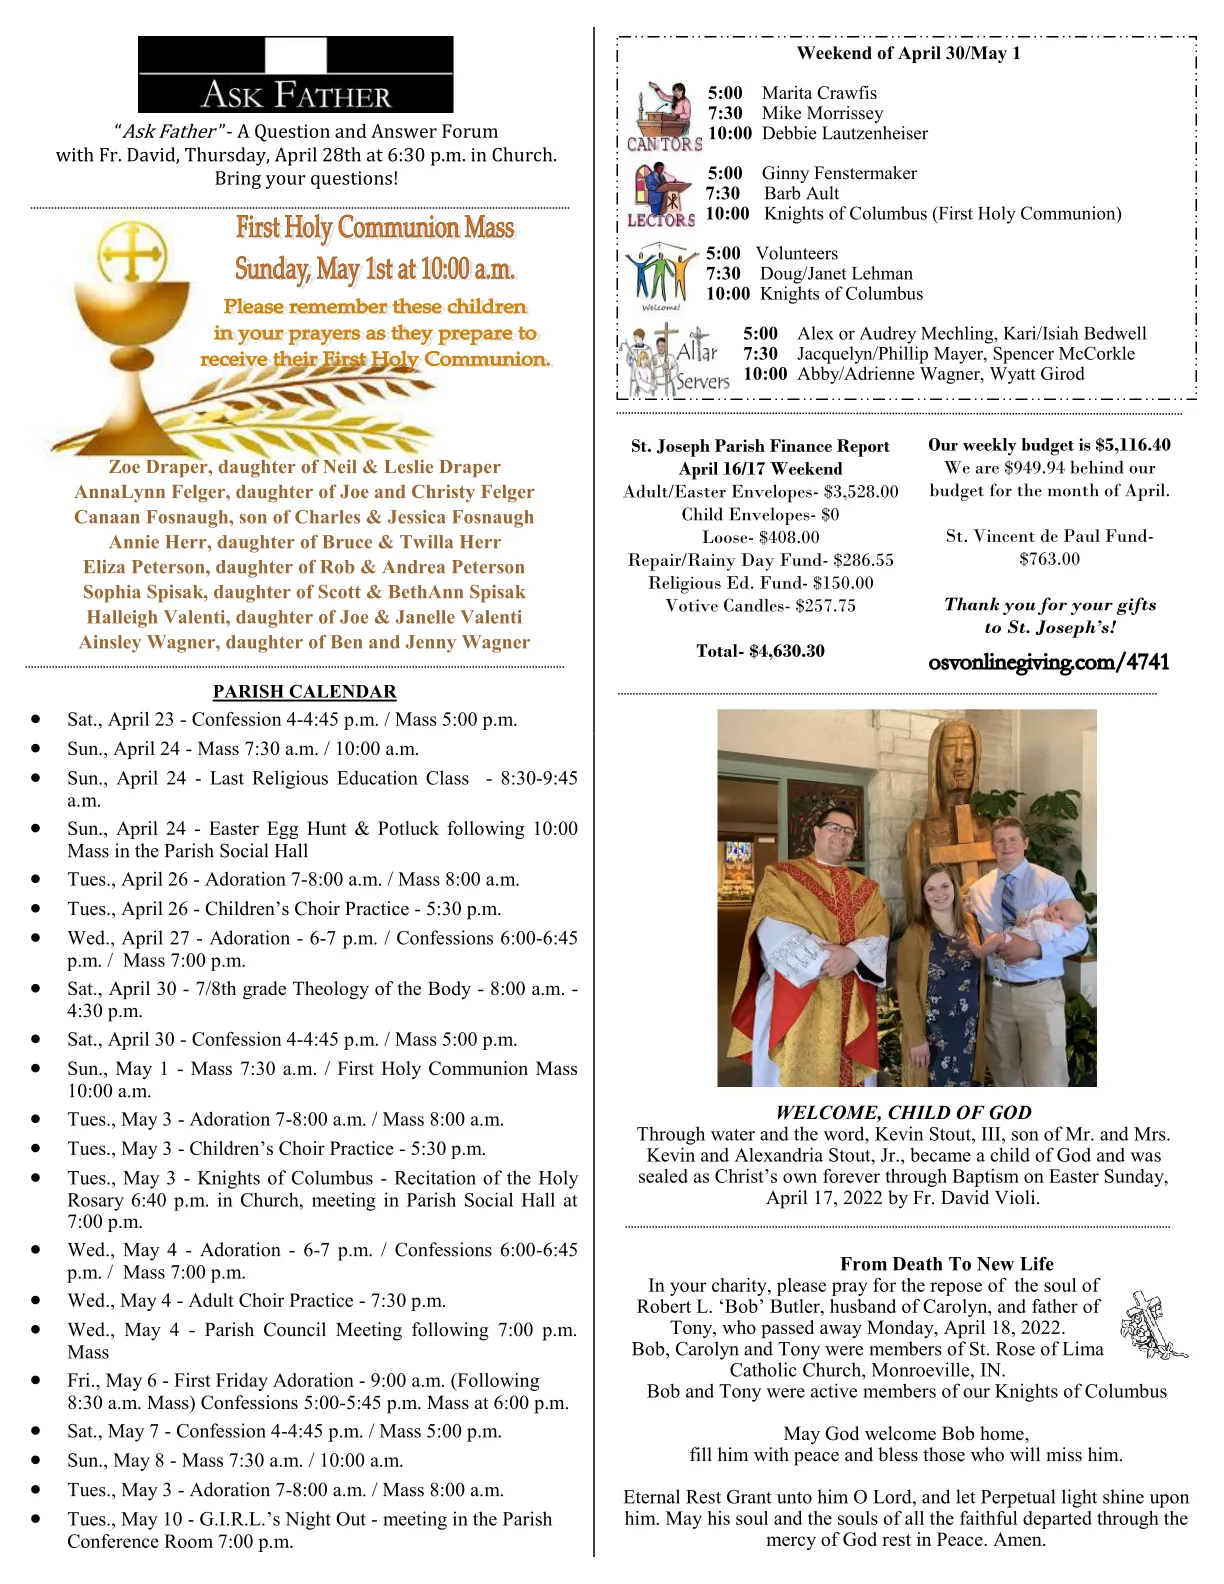 ASK FATHER
“Ask Father” - A Question and Answer Forum
with Fr. David, Thursday, April 28th at 6:30 p.m. in Church.
Bring your questions!
First Holy Communion Mass
Sunday, May 1st at 10:00 a.m.
Please remember these children
in your prayers as they prepare to
receive their First Holy Communion.
Zoe Draper, daughter of Neil & Leslie Draper
AnnaLynn Felger, daughter of Joe and Christy Felger
Canaan Fosnaugh, son of Charles & Jessica Fosnaugh
Annie Herr, daughter of Bruce & Twilla Herr
Eliza Peterson, daughter of Rob & Andrea Peterson
Sophia Spisak, daughter of Scott & BethAnn Spisak
Halleigh Valenti, daughter of Joe & Janelle Valenti
Ainsley Wagner, daughter of Ben and Jenny Wagner
PARISH CALENDAR
• Sat., April 23 - Confession 4-4:45 p.m. / Mass 5:00 p.m.
• Sun., April 24 - Mass 7:30 a.m. / 10:00 a.m.
• Sun., April 24 - Last Religious Education Class - 8:30-9:45
a.m.
• Sun., April 24 - Easter Egg Hunt & Potluck following 10:00
Mass in the Parish Social Hall
• Tues., April 26 - Adoration 7-8:00 a.m. / Mass 8:00 a.m.
• Tues., April 26 - Children’s Choir Practice - 5:30 p.m.
• Wed., April 27 - Adoration - 6-7 p.m. / Confessions 6:00-6:45
p.m. / Mass 7:00 p.m.
• Sat., April 30 - 7/8th grade Theology of the Body - 8:00 a.m. -
4:30 p.m.
• Sat., April 30 - Confession 4-4:45 p.m. / Mass 5:00 p.m.
• Sun., May 1 - Mass 7:30 a.m. / First Holy Communion Mass
10:00 a.m.
• Tues., May 3 - Adoration 7-8:00 a.m. / Mass 8:00 a.m.
• Tues., May 3 - Children’s Choir Practice - 5:30 p.m.
• Tues., May 3 - Knights of Columbus - Recitation of the Holy
Rosary 6:40 p.m. in Church, meeting in Parish Social Hall at
7:00 p.m.
• Wed., May 4 - Adoration - 6-7 p.m. / Confessions 6:00-6:45
p.m. / Mass 7:00 p.m.
• Wed., May 4 - Adult Choir Practice - 7:30 p.m.
• Wed., May 4 - Parish Council Meeting following 7:00 p.m.
Mass
• Fri., May 6 - First Friday Adoration - 9:00 a.m. (Following
8:30 a.m. Mass) Confessions 5:00-5:45 p.m. Mass at 6:00 p.m.
• Sat., May 7 - Confession 4-4:45 p.m. / Mass 5:00 p.m.
• Sun., May 8 - Mass 7:30 a.m. / 10:00 a.m.
• Tues., May 3 - Adoration 7-8:00 a.m. / Mass 8:00 a.m.
• Tues., May 10 - G.I.R.L.’s Night Out - meeting in the Parish
Conference Room 7:00 p.m.
Weekend of April 30/May 1
CANTORS
5:00 Marita Crawfis
7:30 Mike Morrissey
10:00 Debbie Lautzenheiser
LECTORS
5:00 Ginny Fenstermaker
7:30 Barb Ault
10:00 Knights of Columbus (First Holy Communion)
Welcome!
5:00 Volunteers
7:30 Doug/Janet Lehman
10:00 Knights of Columbus
Altar Servers
5:00 Alex or Audrey Mechling, Kari/Isiah Bedwell
7:30 Jacquelyn/Phillip Mayer, Spencer McCorkle
10:00 Abby/Adrienne Wagner, Wyatt Girod
St. Joseph Parish Finance Report
April 16/17 Weekend
Adult/Easter Envelopes- $3,528.00
Child Envelopes- $0
Loose- $408.00
Repair/Rainy Day Fund- $286.55
Religious Ed. Fund- $150.00
Votive Candles- $257.75
Total- $4,630.30
Our weekly budget is $5,116.40
We are $949.94 behind our
budget for the month of April.
St. Vincent de Paul Fund-
$763.00
Thank you for your gifts
to St. Joseph’s!
osvonlinegiving.com/4741
WELCOME, CHILD OF GOD
Through water and the word, Kevin Stout, III, son of Mr. and Mrs.
Kevin and Alexandria Stout, Jr., became a child of God and was
sealed as Christ’s own forever through Baptism on Easter Sunday,
April 17, 2022 by Fr. David Violi.
From Death To New Life
In your charity, please pray for the repose of the soul of
Robert L. ‘Bob’ Butler, husband of Carolyn, and father of
Tony, who passed away Monday, April 18, 2022.
Bob, Carolyn and Tony were members of St. Rose of Lima
Catholic Church, Monroeville, IN.
Bob and Tony were active members of our Knights of Columbus
May God welcome Bob home,
fill him with peace and bless those who will miss him.
Eternal Rest Grant unto him O Lord, and let Perpetual light shine upon
him. May his soul and the souls of all the faithful departed through the
mercy of God rest in Peace. Amen.